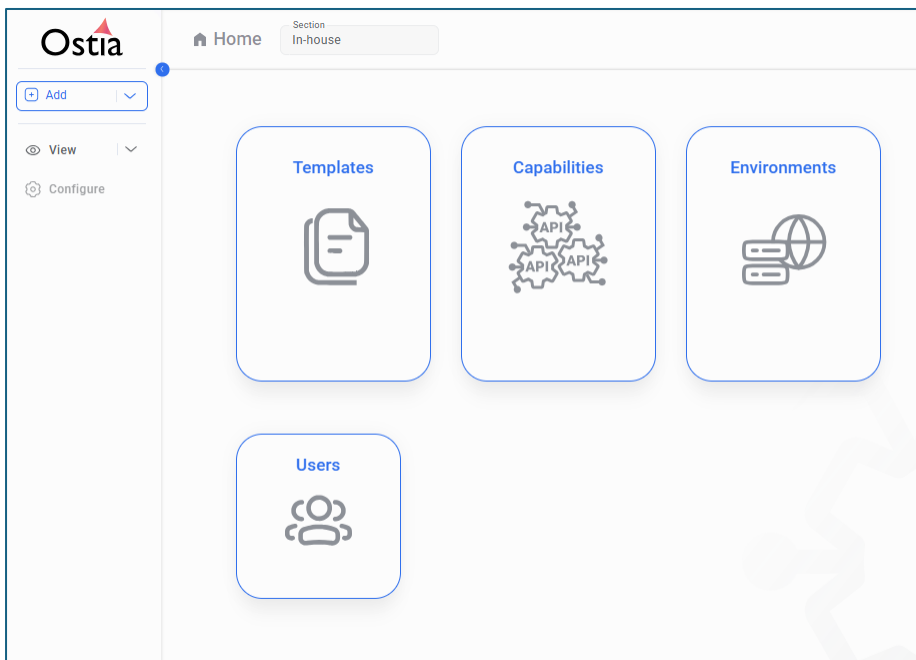 Ostia
Home
Section
In-house
Add
View
Configure
Templates
Capabilities
Environments
API
API
API
Users